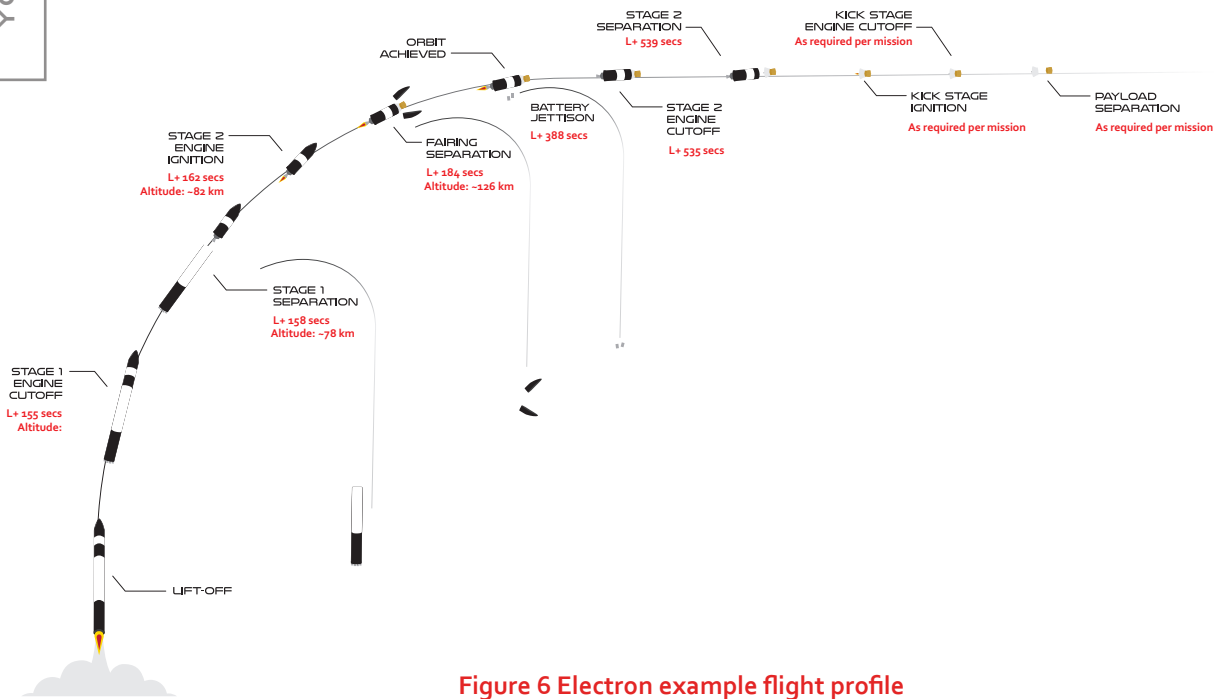 LIFT-OFF
STAGE 1
ENGINE
CUTOFF
L+ 155 secs
Altitude:
STAGE 1
SEPARATION
L+ 158 secs
Altitude: ~78 km
STAGE 2
ENGINE
IGNITION
L+ 162 secs
Altitude: ~82 km
FAIRING
SEPARATION
L+ 184 secs
Altitude: ~126 km
ORBIT
ACHIEVED
BATTERY
JETTISON
L+ 388 secs
STAGE 2
ENGINE
CUTOFF
L+ 535 secs
STAGE 2
SEPARATION
L+ 539 secs
KICK STAGE
IGNITION
As required per mission
KICK STAGE
ENGINE CUTOFF
As required per mission
PAYLOAD
SEPARATION
As required per mission
Figure 6 Electron example flight profile